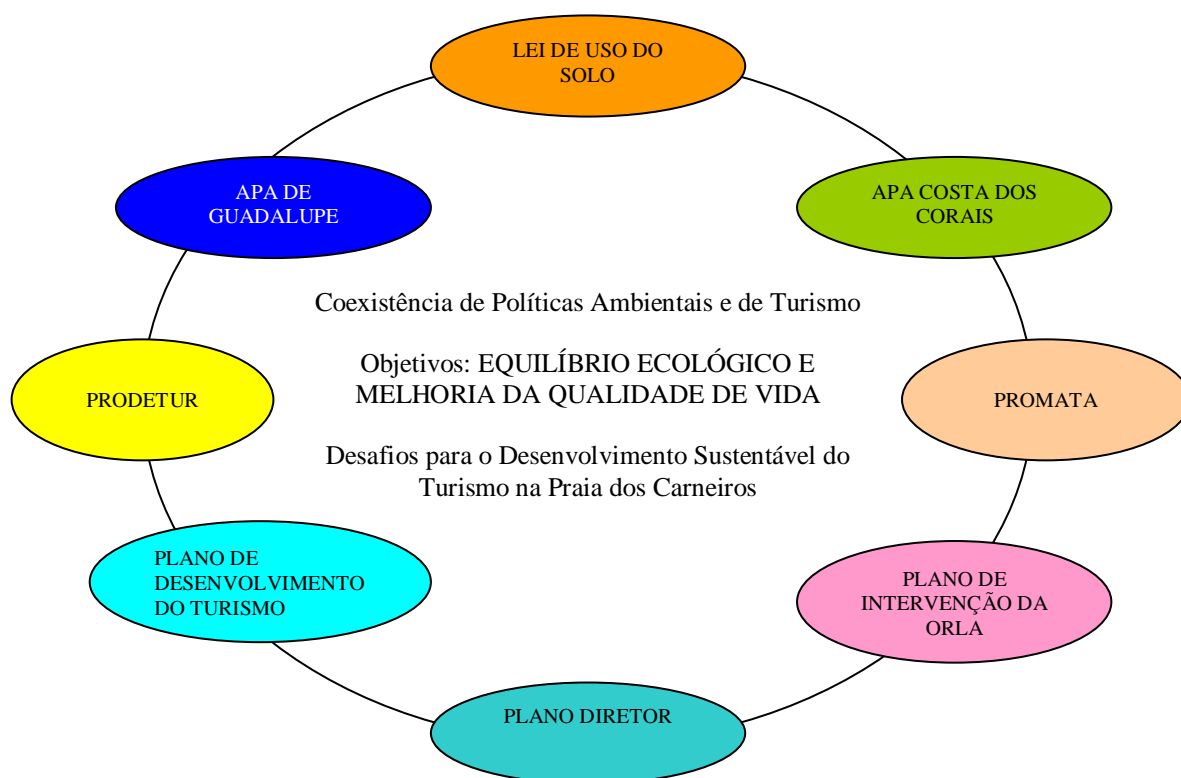 LEI DE USO DO
SOLO
APA DE
GUADALUPE
APA COSTA DOS
CORAIS
Coexistência de Políticas Ambientais e de Turismo
Objetivos: EQUILÍBRIO ECOLÓGICO E
MELHORIA DA QUALIDADE DE VIDA
Desafios para o Desenvolvimento Sustentável do
Turismo na Praia dos Carneiros
PRODETUR
PROMATA
PLANO DE
DESENVOLVIMENTO
DO TURISMO
PLANO DE
INTERVENÇÃO DA
ORLA
PLANO DIRETOR